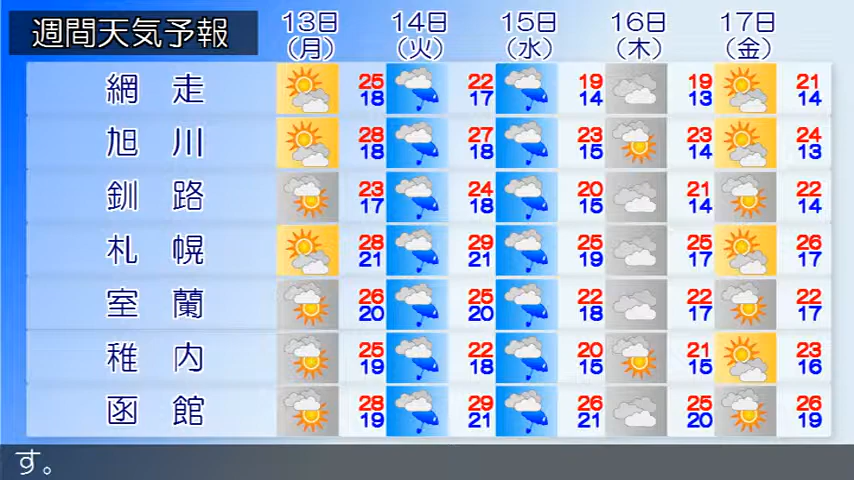 週間天気予報
13日 14日 15日 16日 17日
(月) (火) (水) (木) (金)
網走 25 22 19 19 21
18 17 14 13 14
旭川 28 27 23 23 24
18 18 15 14 13
釧路 23 24 20 21 22
17 18 15 14 14
札幌 28 29 25 25 26
21 21 19 17 17
室蘭 26 25 22 22 22
20 20 18 17 17
稚内 25 22 20 21 23
19 18 15 15 16
函館 28 29 26 25 26
19 21 21 20 19
す。